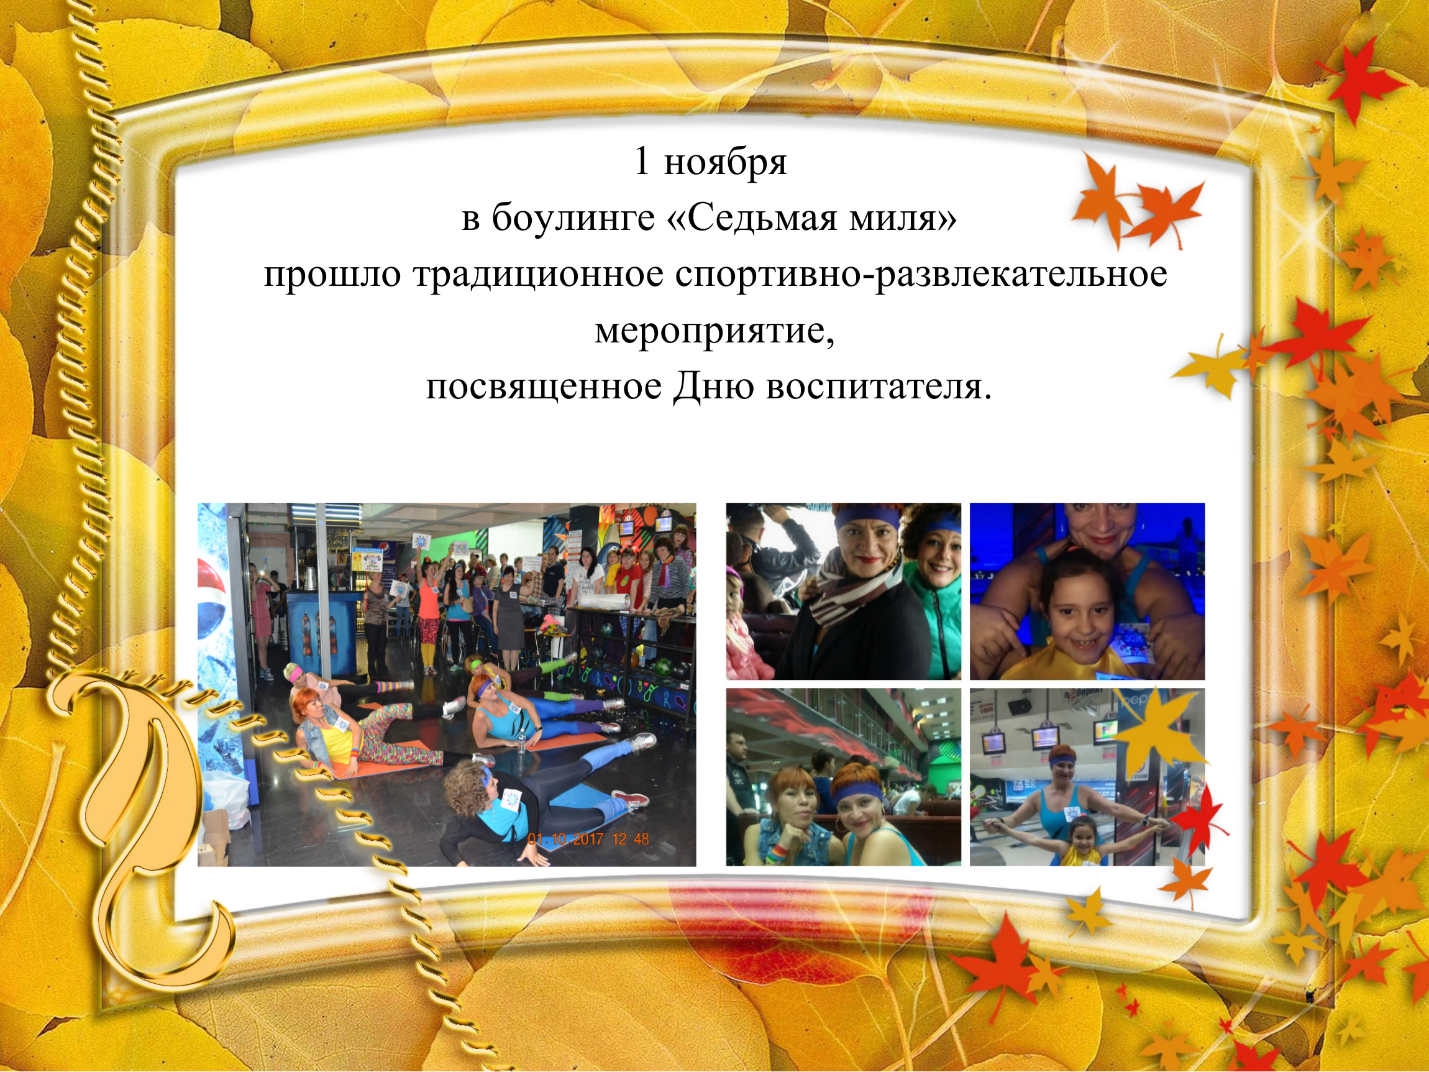 1 ноября
в боулинге «Седьмая миля»
прошло традиционное спортивно-развлекательное
мероприятие,
посвященное Дню воспитателя.
01.10.2017 12:48